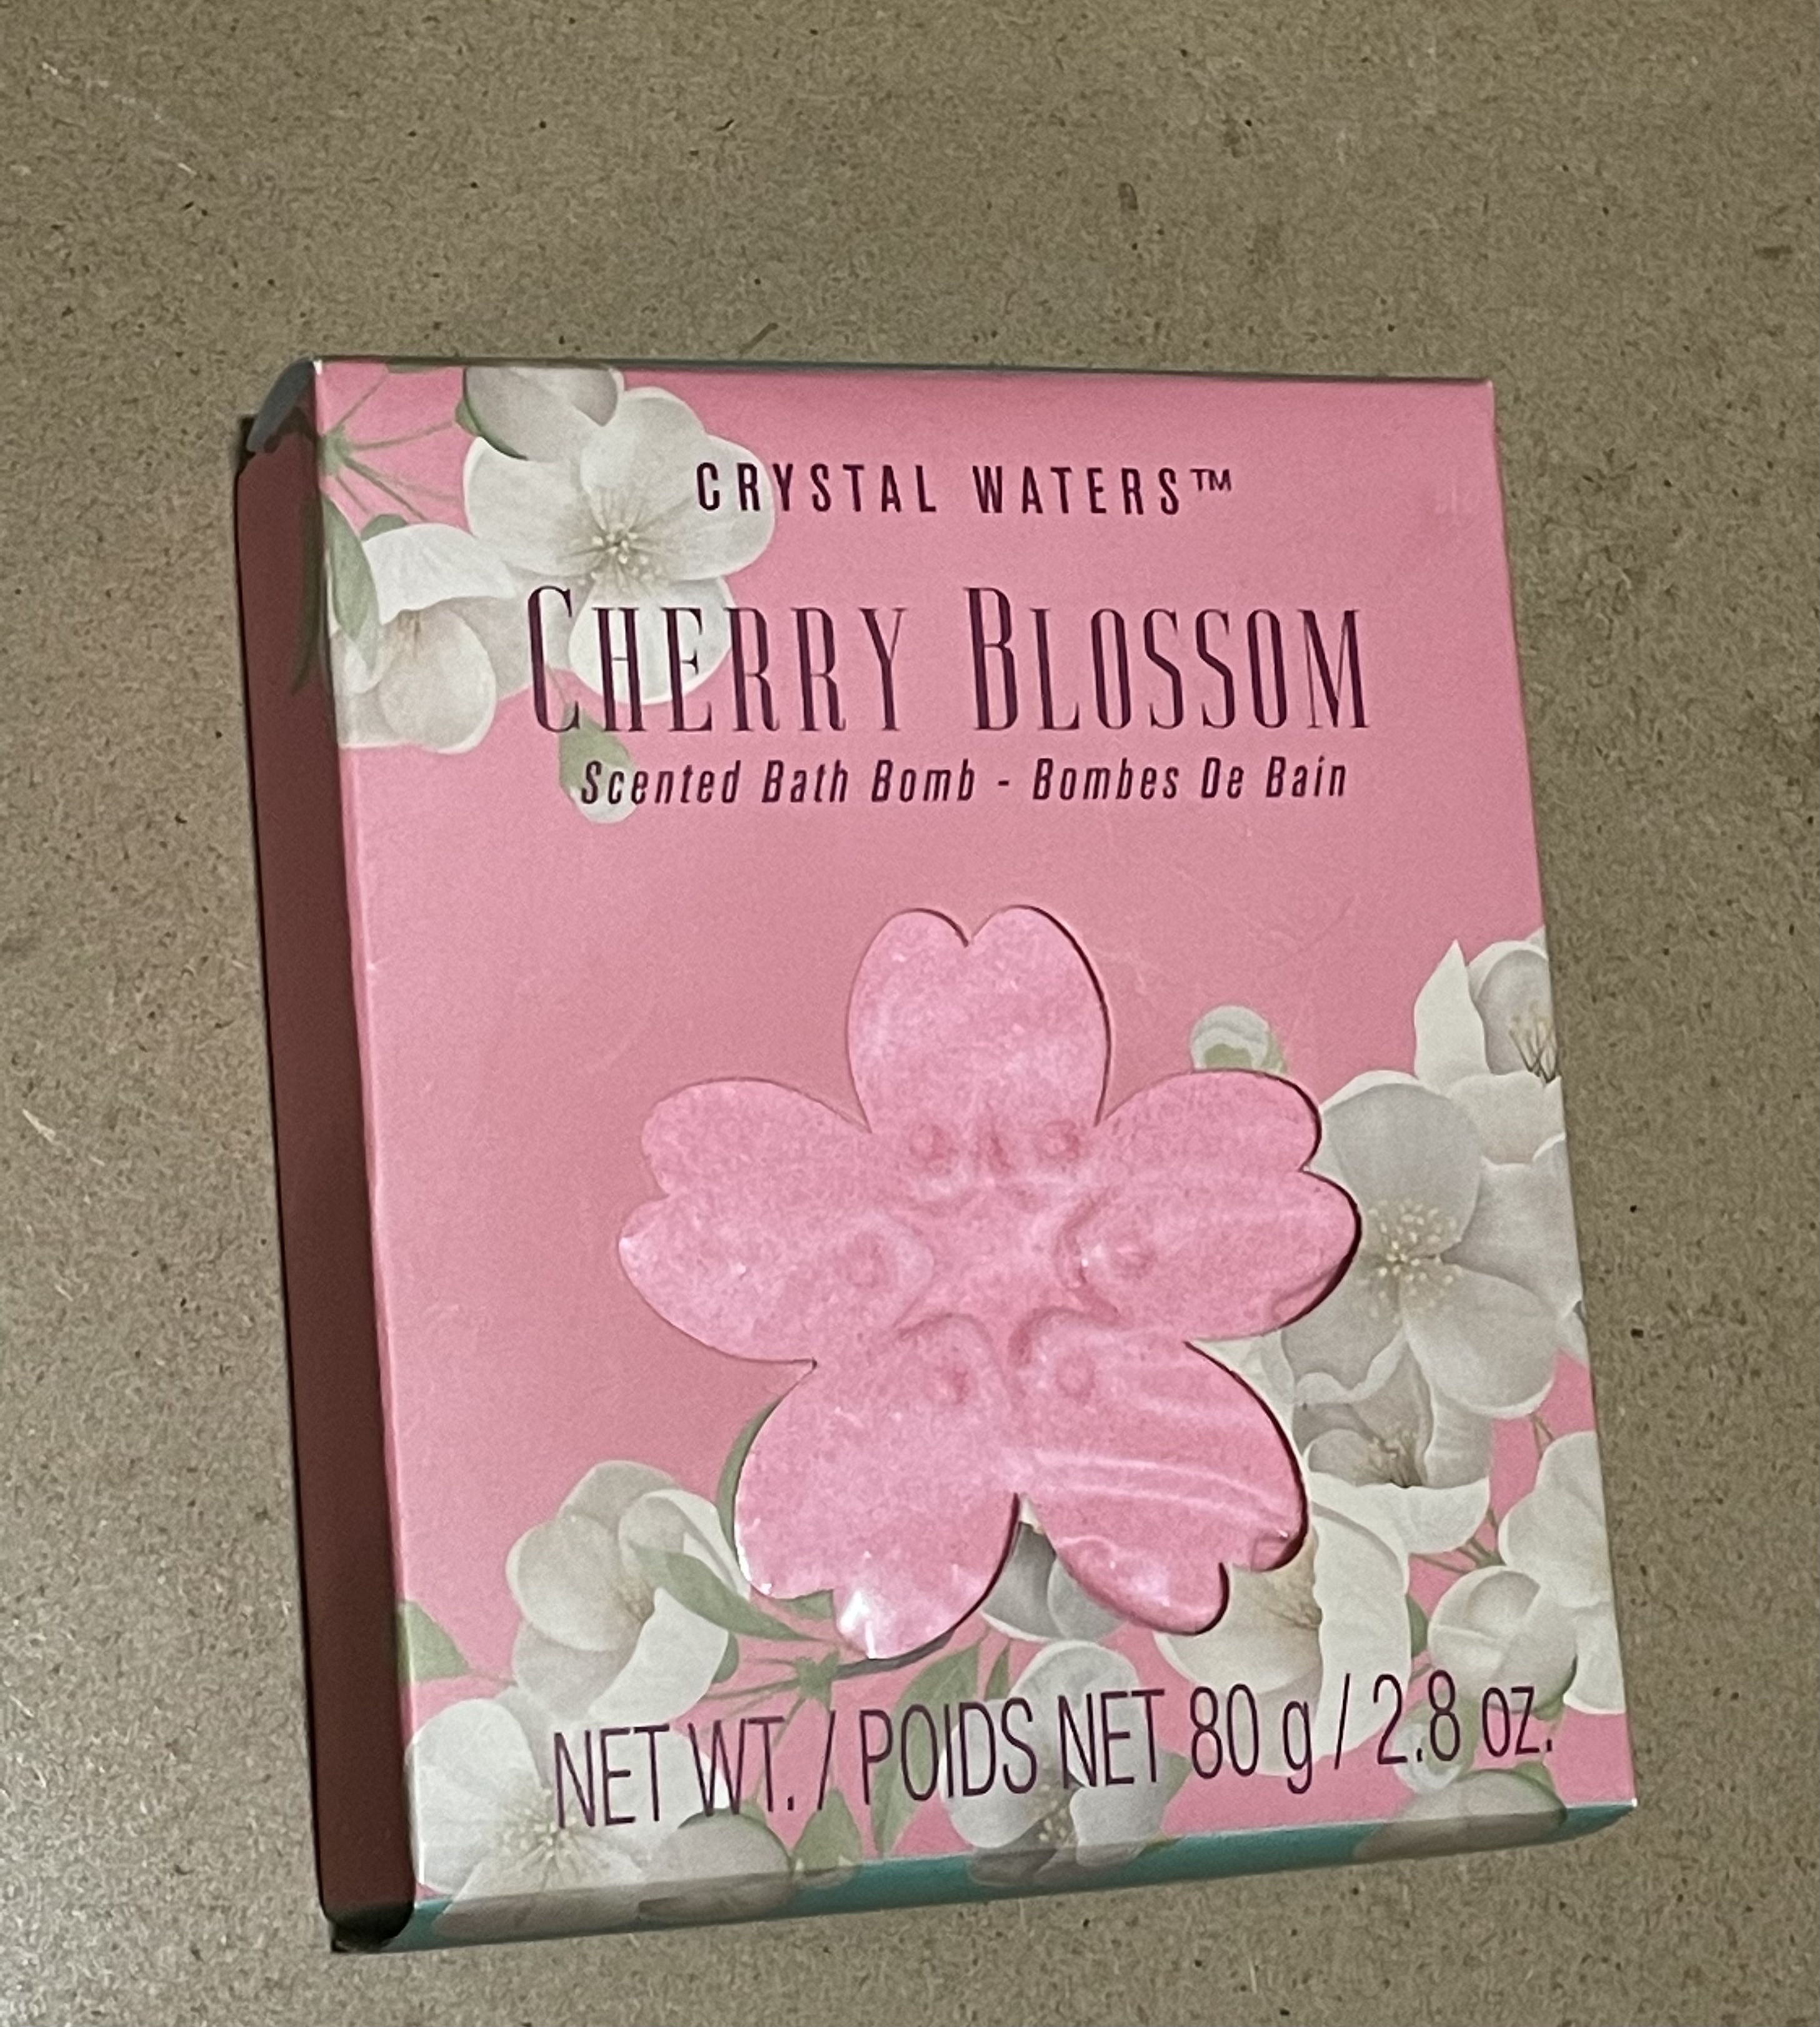 CRYSTAL WATERS™
CHERRY BLOSSOM
Scented Bath Bomb - Bombes De Bain
NET WT. / POIDS NET 80 g / 2.8 oz.